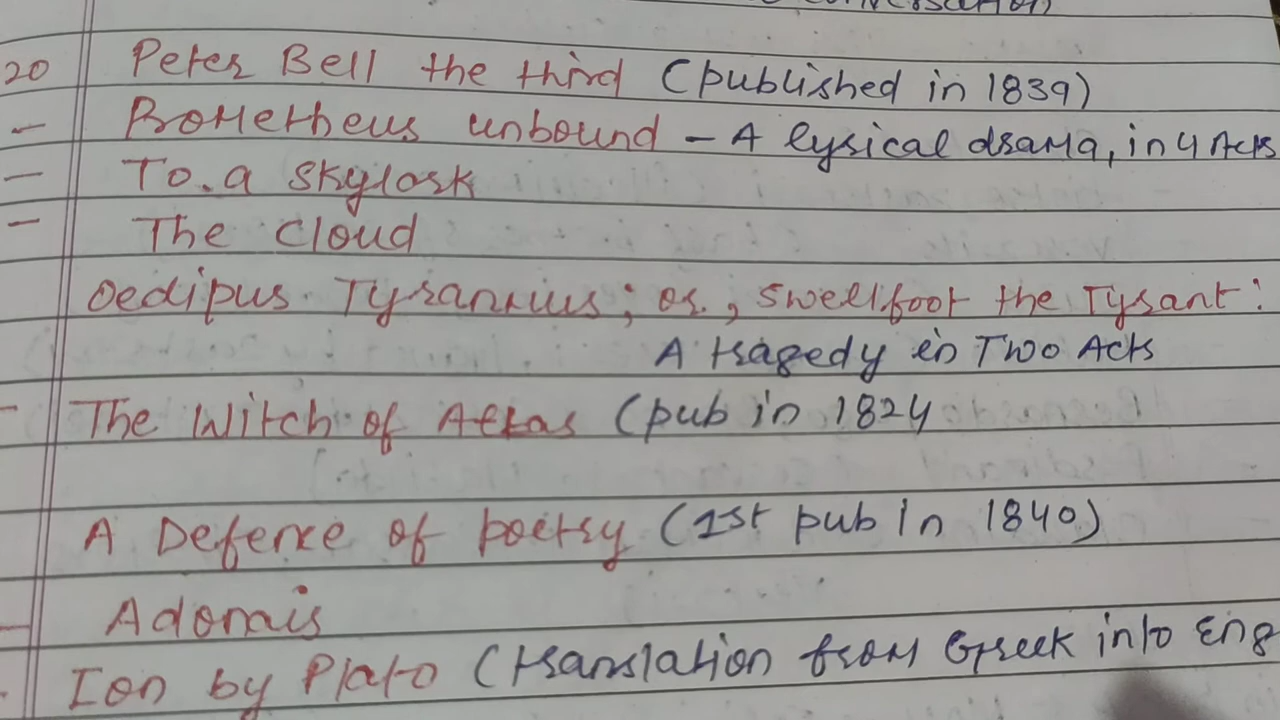 conversation)
20 Peter Bell the third (published in 1839)
- Prometheus unbound - A lyrical drama, in 4 Acts
- To. a skylark
- The cloud
Oedipus Tyrannus; or, swellfoot the Tyrant:
A tragedy in Two Acts
- The Witch of Atlas (pub in 1824
A Defence of poetry (1st pub in 1840)
- Adonais
Ion by Plato (translation from Greek into Eng